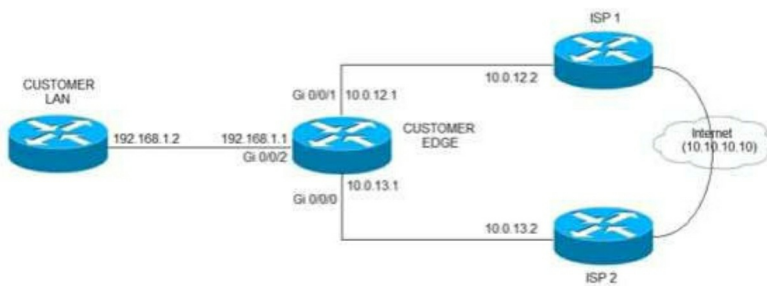 ISP 1
10.0.12.2
Gi 0/0/1 10.0.12.1
CUSTOMER
LAN
192.168.1.2
192.168.1.1
Gi 0/0/2
CUSTOMER
EDGE
Internet
(10.10.10.10)
10.0.13.1
Gi 0/0/0
10.0.13.2
ISP 2